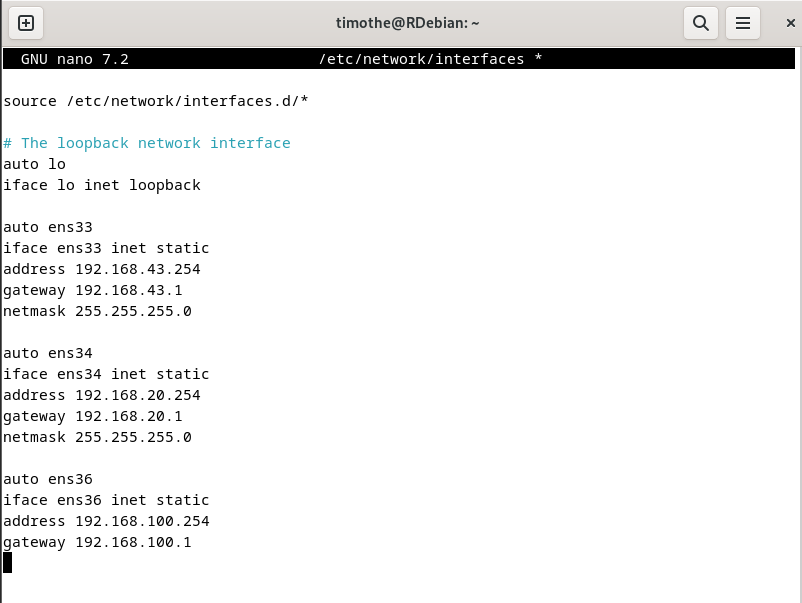 timothe@RDebian: ~
GNU nano 7.2 /etc/network/interfaces *
source /etc/network/interfaces.d/*
# The loopback network interface
auto lo
iface lo inet loopback
auto ens33
iface ens33 inet static
address 192.168.43.254
gateway 192.168.43.1
netmask 255.255.255.0
auto ens34
iface ens34 inet static
address 192.168.20.254
gateway 192.168.20.1
netmask 255.255.255.0
auto ens36
iface ens36 inet static
address 192.168.100.254
gateway 192.168.100.1